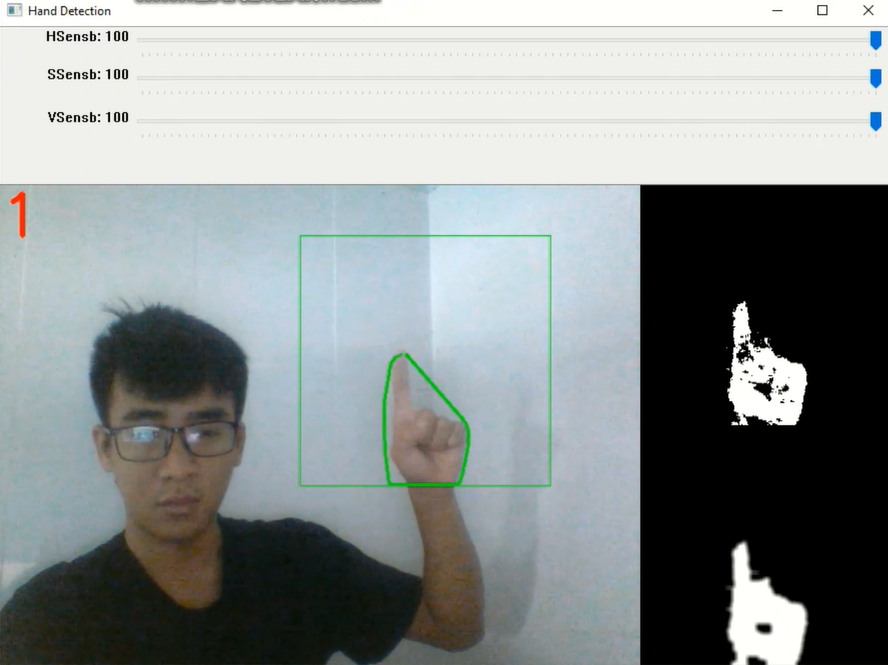 Hand Detection
HSensb: 100
SSensb: 100
VSensb: 100
1